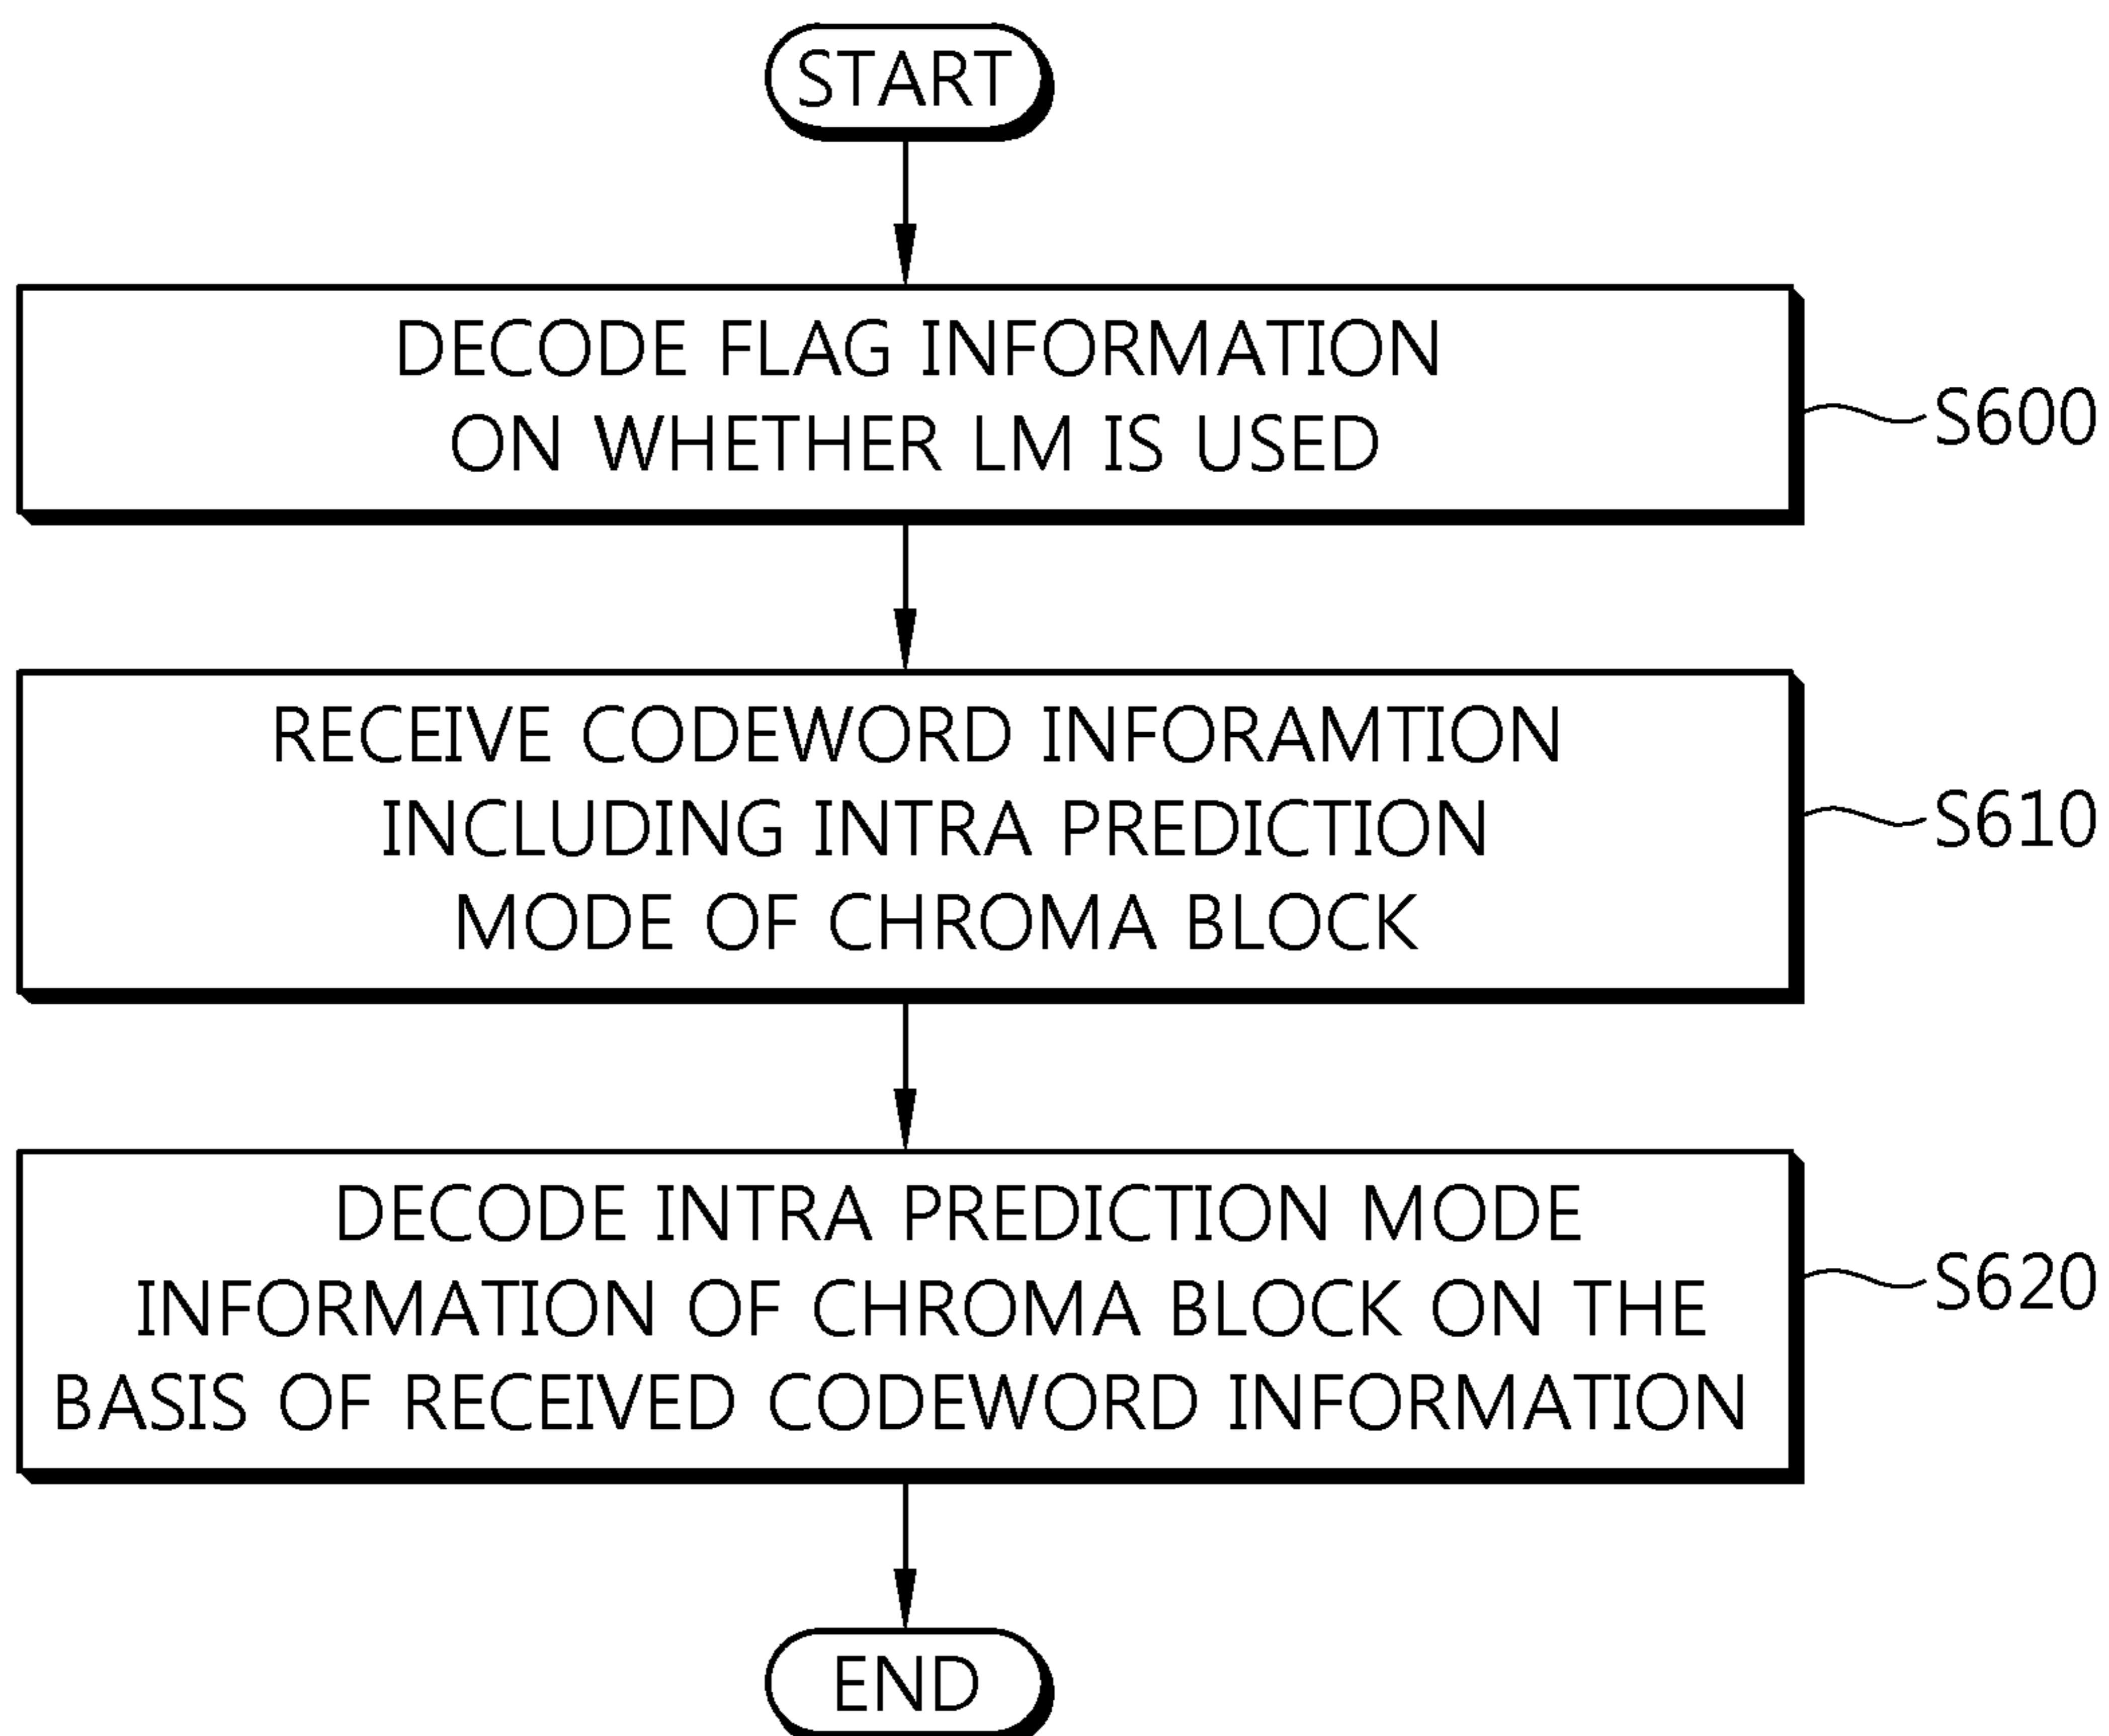 START
DECODE FLAG INFORMATION
ON WHETHER LM IS USED
S600
RECEIVE CODEWORD INFORAMTION
INCLUDING INTRA PREDICTION
MODE OF CHROMA BLOCK
S610
DECODE INTRA PREDICTION MODE
INFORMATION OF CHROMA BLOCK ON THE
BASIS OF RECEIVED CODEWORD INFORMATION
S620
END